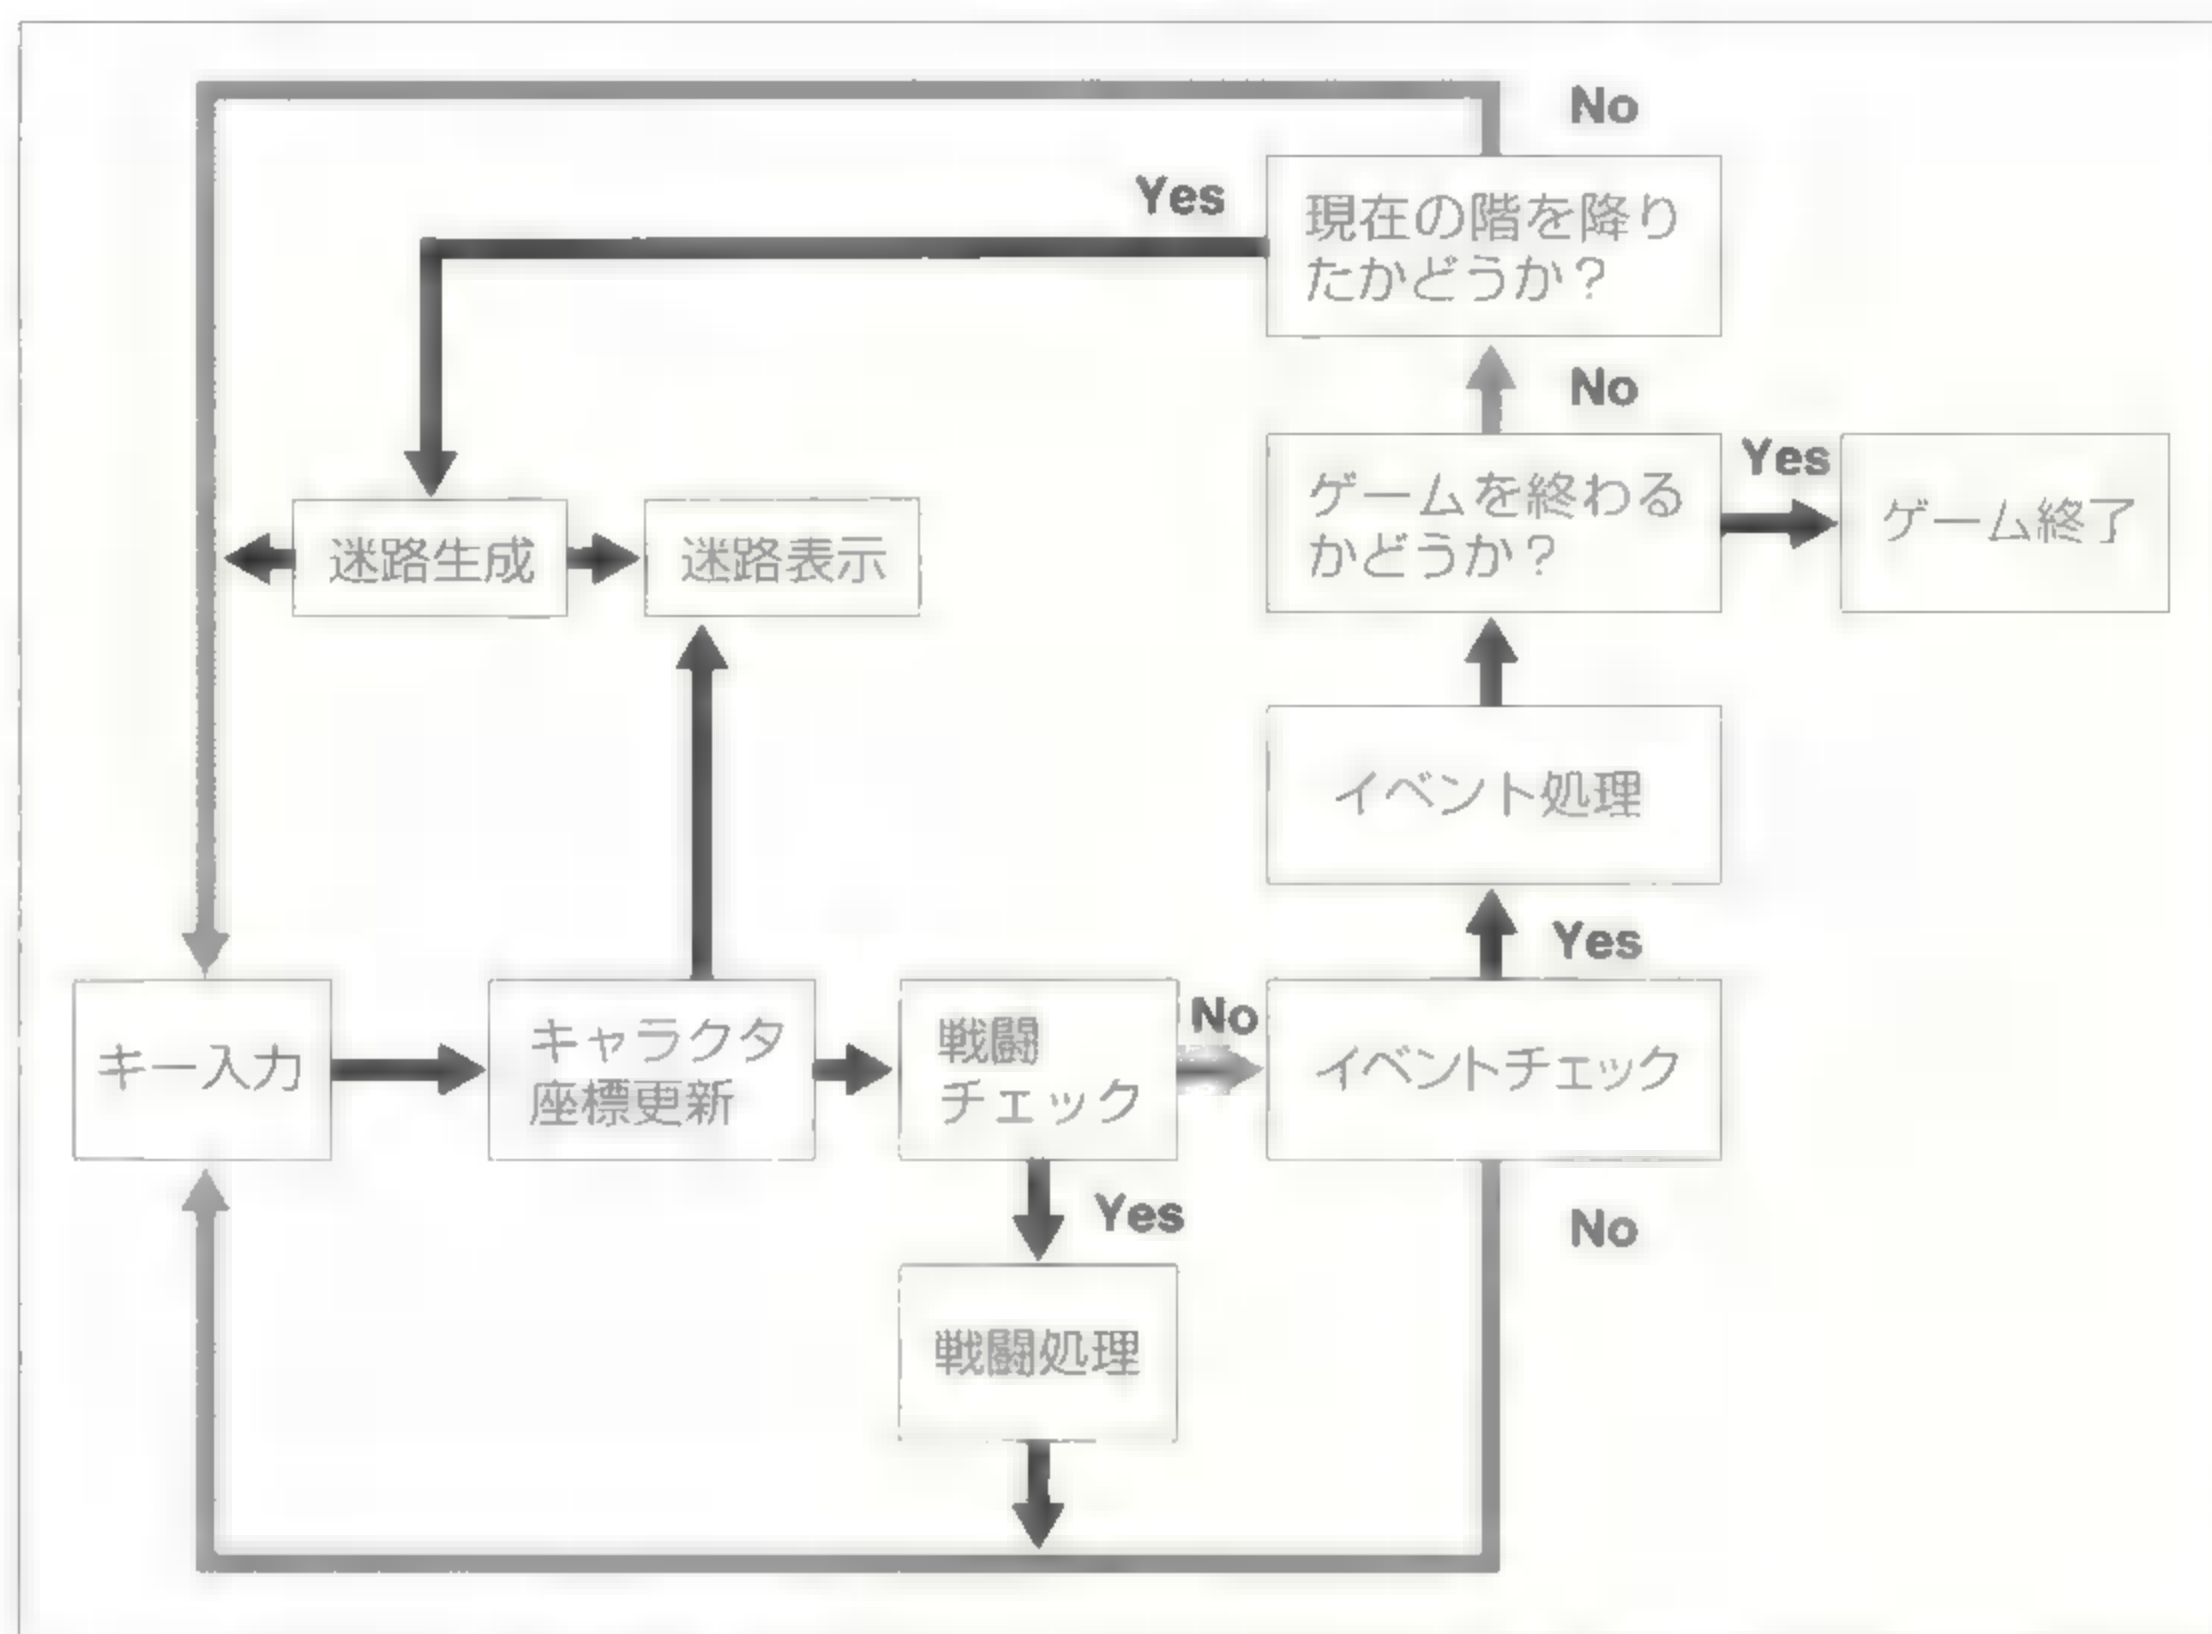 No
Yes
現在の階を降り
たかどうか?
No
ゲームを終わる
かどうか?
Yes
ゲーム終了
迷路生成
迷路表示
イベント処理
Yes
キー入力
キャラクタ
座標更新
戦闘
チェック
No
イベントチェック
Yes
No
戦闘処理